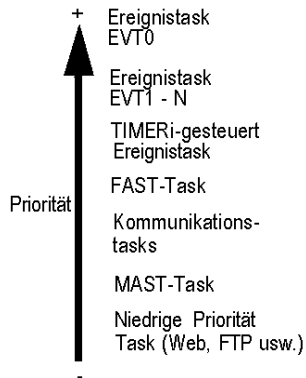 +
Ereignistask
EVT0
Ereignistask
EVT1 - N
TIMERi-gesteuert
Ereignistask
FAST-Task
Priorität
Kommunikations-
tasks
MAST-Task
Niedrige Priorität
Task (Web, FTP usw.)
-